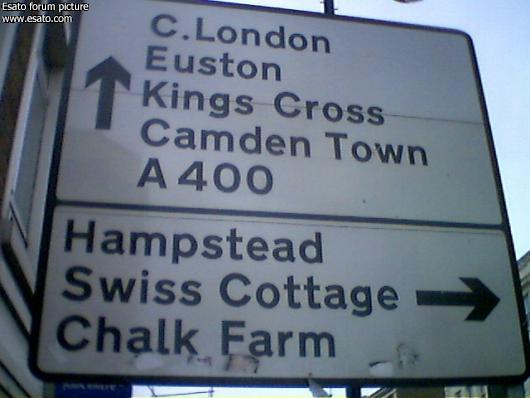 Esato forum picture
www.esato.com
C.London
Euston
Kings Cross
Camden Town
A400
Hampstead
Swiss Cottage
Chalk Farm